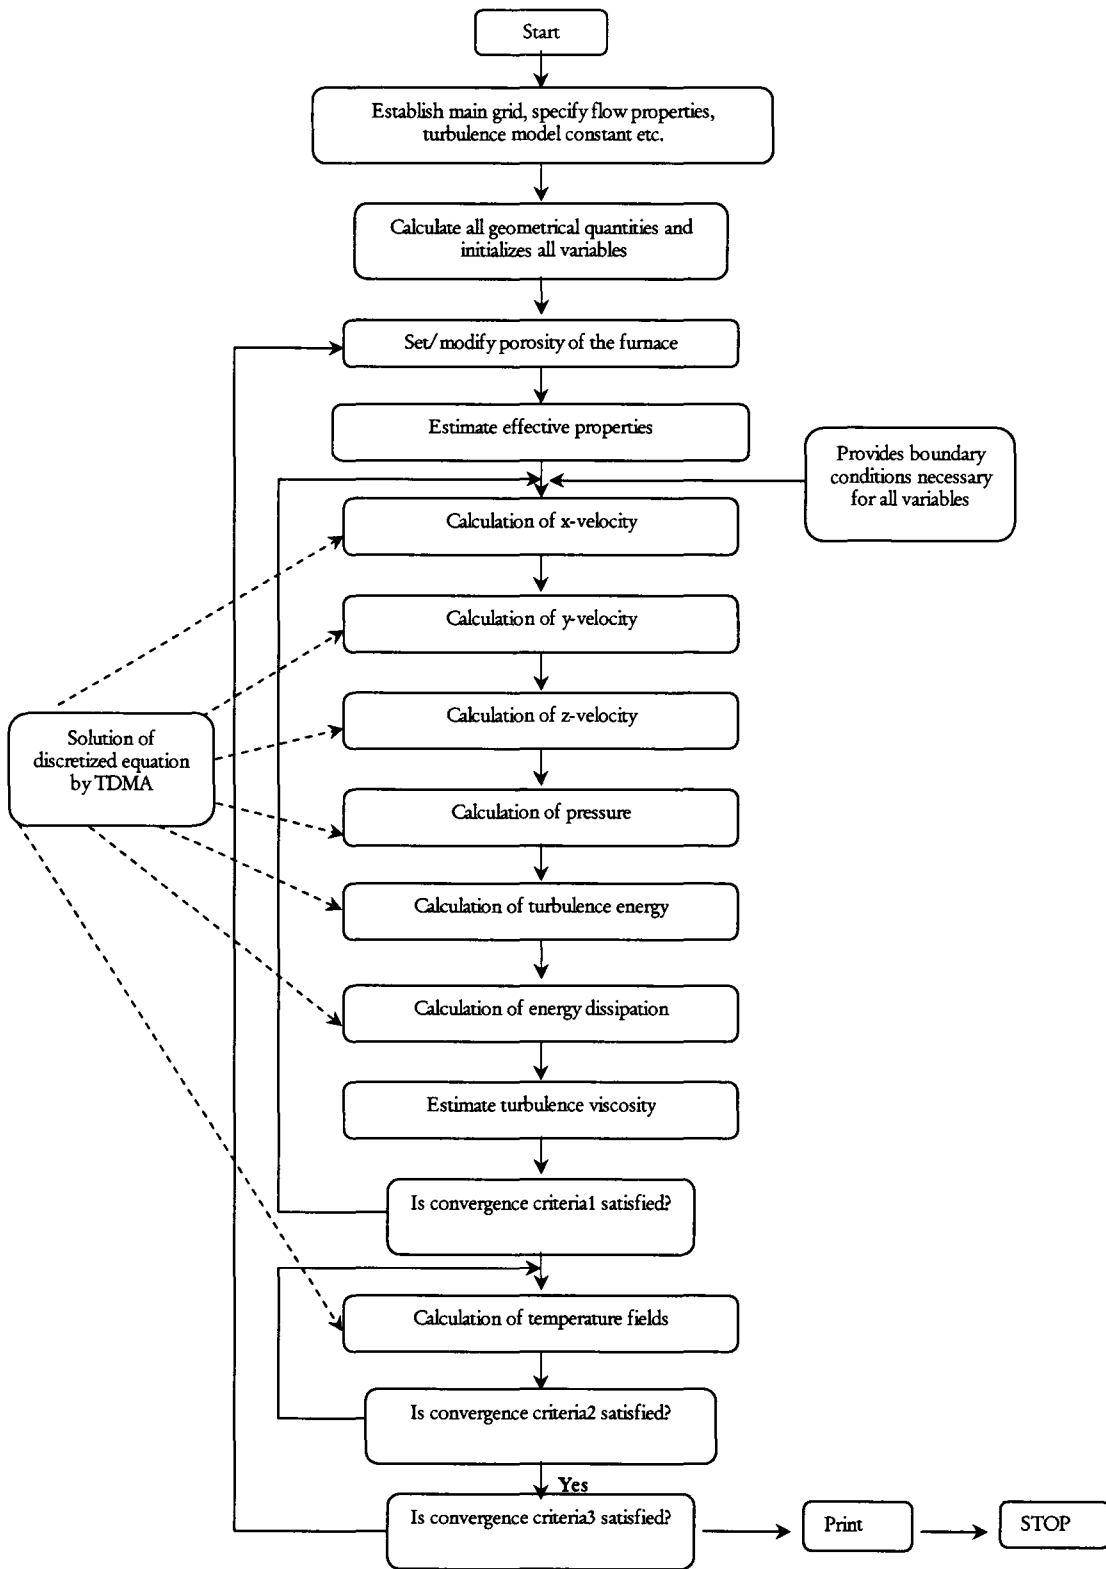 Start
Establish main grid, specify flow properties,
turbulence model constant etc.
Calculate all geometrical quantities and
initializes all variables
Set/ modify porosity of the furnace
Estimate effective properties
Provides boundary
conditions necessary
for all variables
Calculation of x-velocity
Calculation of y-velocity
Calculation of z-velocity
Solution of
discretized equation
by TDMA
Calculation of pressure
Calculation of turbulence energy
Calculation of energy dissipation
Estimate turbulence viscosity
Is convergence criteria1 satisfied?
Calculation of temperature fields
Is convergence criteria2 satisfied?
Yes
Is convergence criteria3 satisfied?
Print
STOP